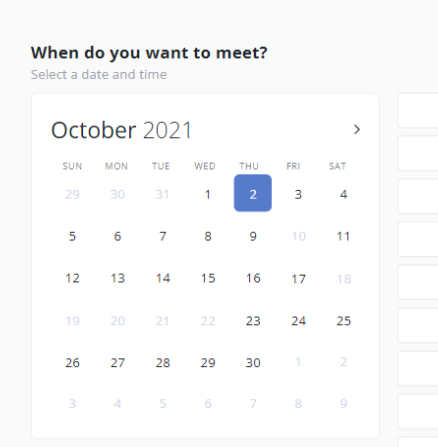 When do you want to meet?
Select a date and time
October 2021 >
SUN MON TUE WED THU FRI SAT
29 30 31 1 2 3 4
5 6 7 8 9 10 11
12 13 14 15 16 17 18
19 20 21 22 23 24 25
26 27 28 29 30 1 2
3 4 5 6 7 8 9